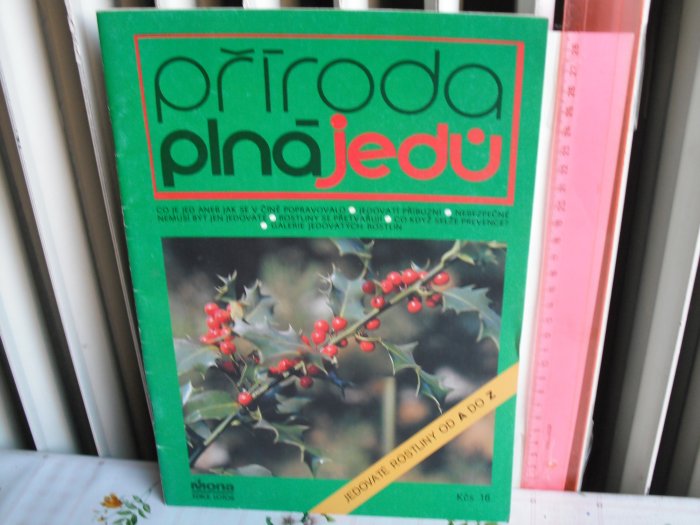 příroda
plná jedů
CO JE JED ANEB JAK SE V ČÍNĚ POPRAVOVALO ● JEDOVATÍ PŘÍBUZNÍ ● NEBEZPEČNÉ
NEMUSÍ BÝT JEN JEDOVATÉ ● ROSTLINY SE PŘETVAŘUJÍ ● CO KDYŽ SELŽE PREVENCE?
● GALERIE JEDOVATÝCH ROSTLIN
JEDOVATÉ ROSTLINY OD A DO Z
mona
Kčs 16